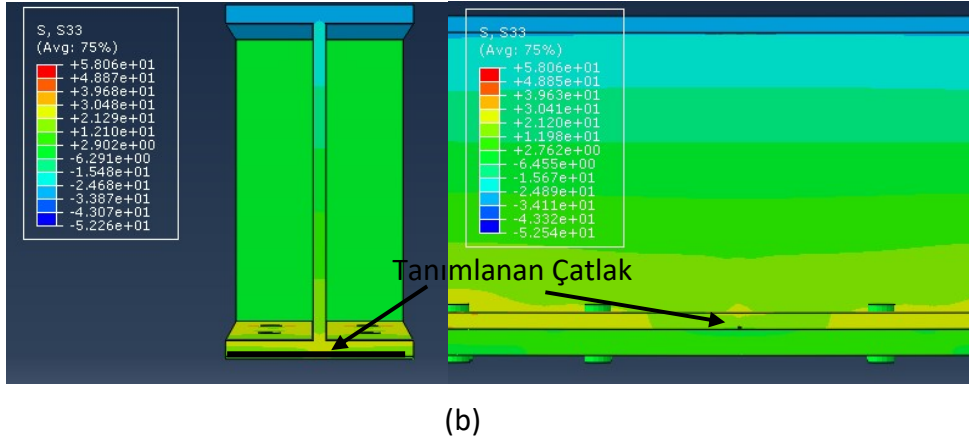 S, S33
(Avg: 75%)
+5.806e+01
+4.887e+01
+3.968e+01
+3.048e+01
+2.129e+01
+1.210e+01
+2.902e+00
-6.291e+00
-1.548e+01
-2.468e+01
-3.387e+01
-4.307e+01
-5.226e+01
S, S33
(Avg: 75%)
+5.806e+01
+4.885e+01
+3.963e+01
+3.041e+01
+2.120e+01
+1.198e+01
+2.762e+00
-6.455e+00
-1.567e+01
-2.489e+01
-3.411e+01
-4.332e+01
-5.254e+01
Tanımlanan Çatlak
(b)